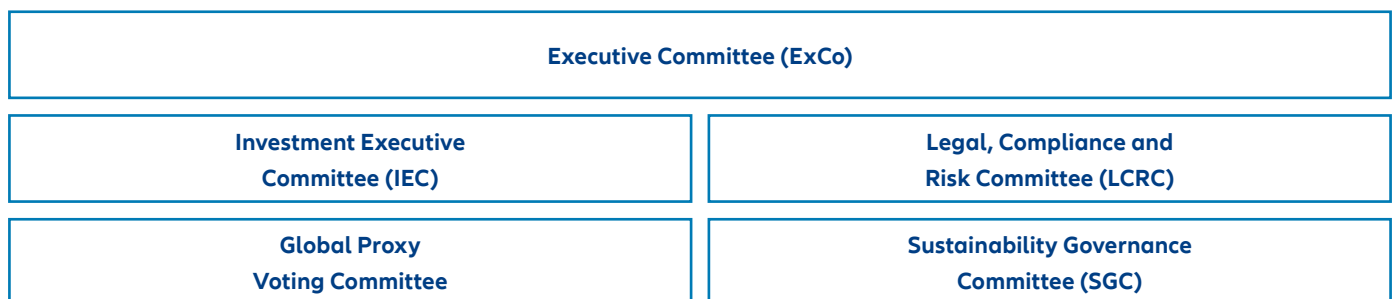 Executive Committee (ExCo)
Investment Executive
Committee (IEC)
Legal, Compliance and
Risk Committee (LCRC)
Global Proxy
Voting Committee
Sustainability Governance
Committee (SGC)